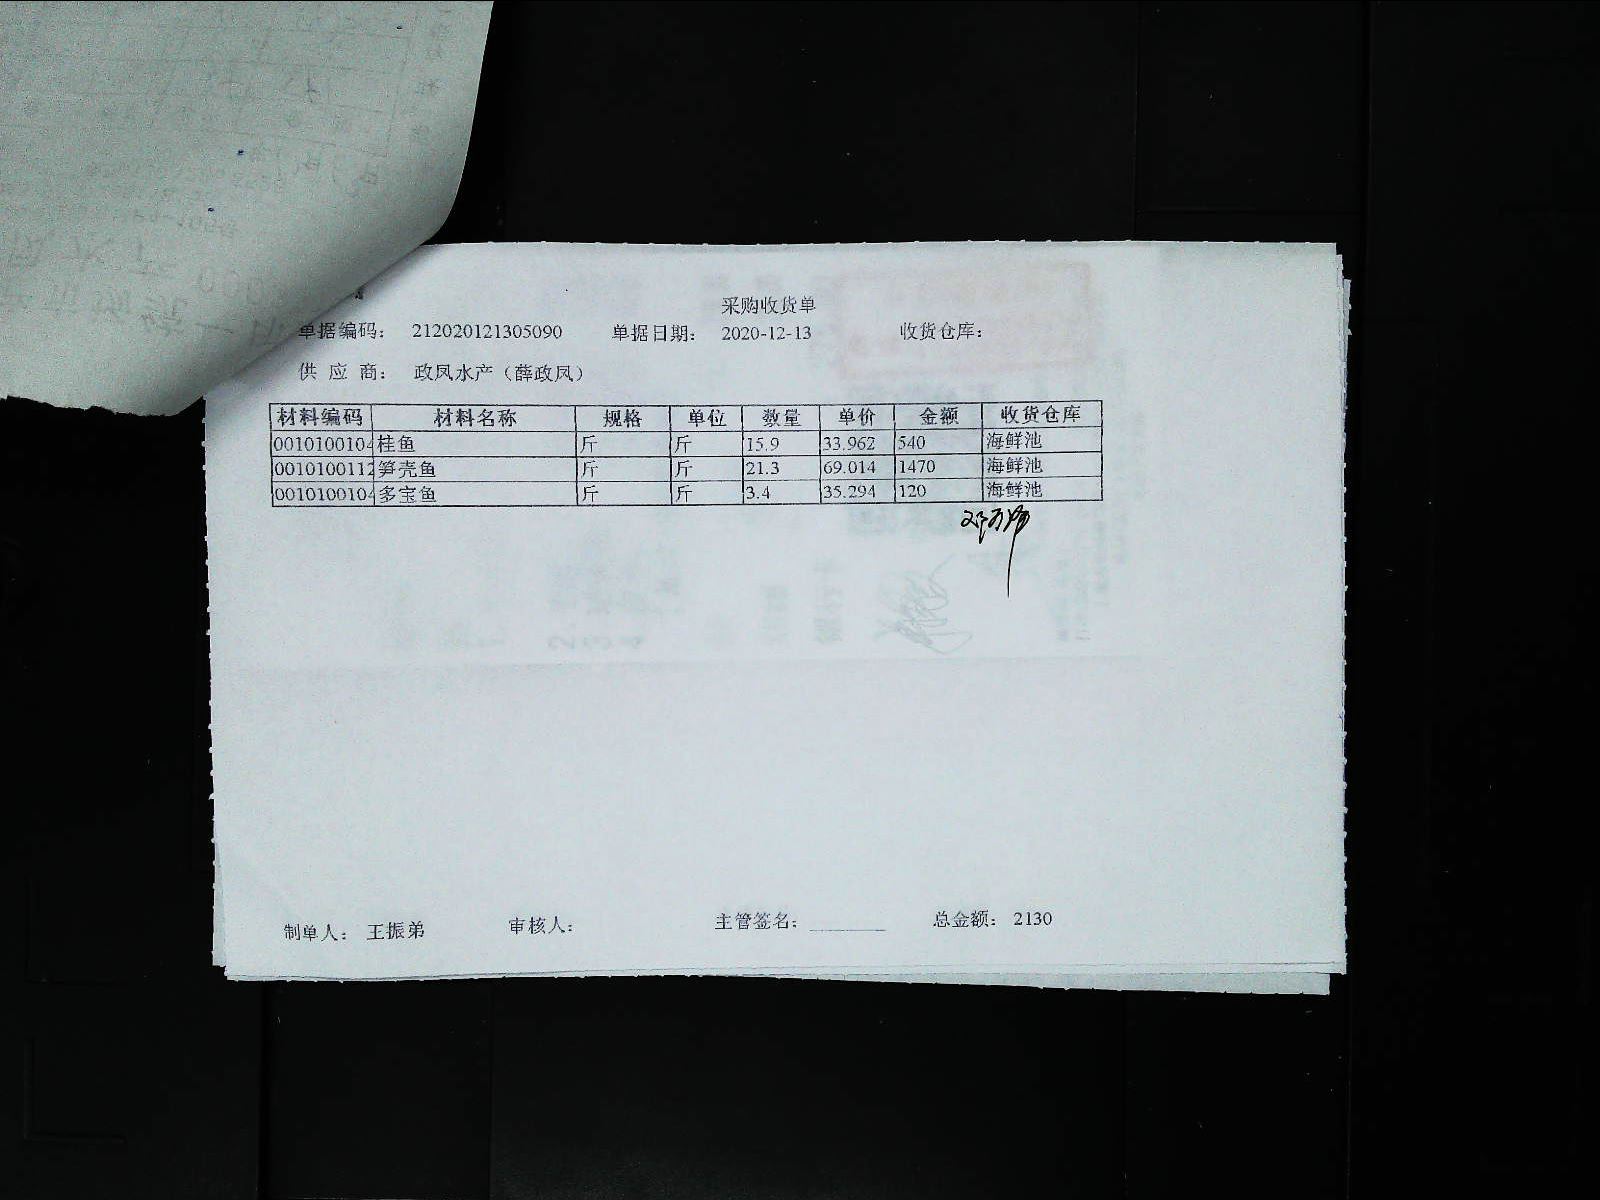 采购收货单
单据编码： 212020121305090 单据日期： 2020-12-13 收货仓库：
供 应 商： 政凤水产（薛政凤）
材料编码 材料名称 规格 单位 数量 单价 金额 收货仓库
0010100104 桂鱼 斤 斤 15.9 33.962 540 海鲜池
0010100112 笋壳鱼 斤 斤 21.3 69.014 1470 海鲜池
0010100104 多宝鱼 斤 斤 3.4 35.294 120 海鲜池
制单人： 王振弟 审核人： 主管签名： 总金额： 2130